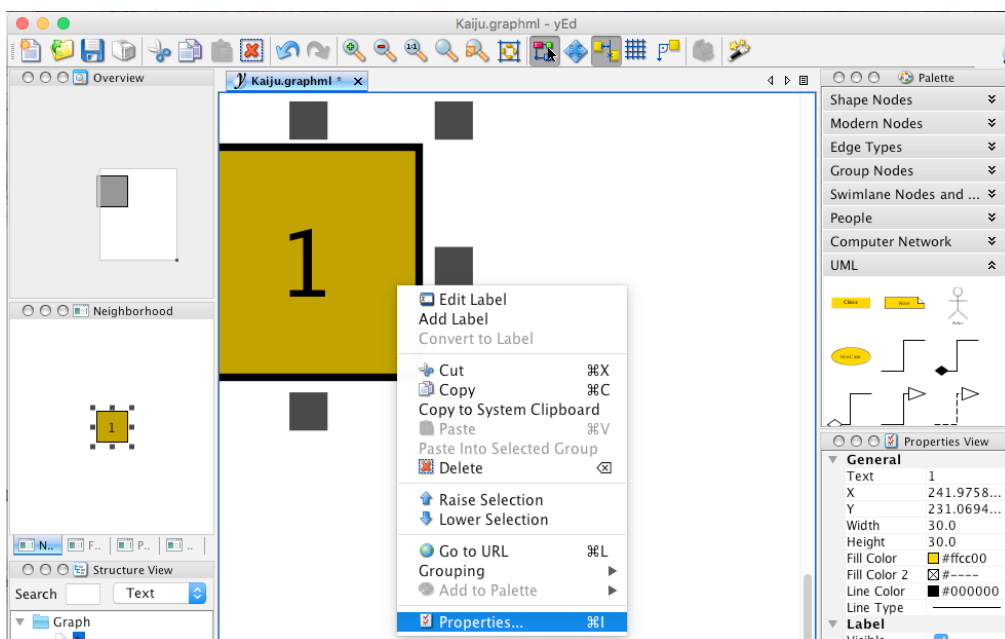 Kaiju.graphml - yEd
1:1
Overview
y Kaiju.graphml * x
Palette
Shape Nodes
Modern Nodes
Edge Types
Group Nodes
Swimlane Nodes and ...
People
Computer Network
UML
Class
Note
1
Neighborhood
1
Edit Label
Add Label
Convert to Label
Cut ⌘X
Copy ⌘C
Copy to System Clipboard
Paste ⌘V
Paste Into Selected Group
Delete ⌫
Raise Selection
Lower Selection
Go to URL ⌘L
Grouping
Add to Palette
Properties... ⌘I
N..
F..
P..
..
Structure View
Search
Text
Graph
Properties View
General
Text 1
X 241.9758...
Y 231.0694...
Width 30.0
Height 30.0
Fill Color #ffcc00
Fill Color 2 #----
Line Color #000000
Line Type
Label